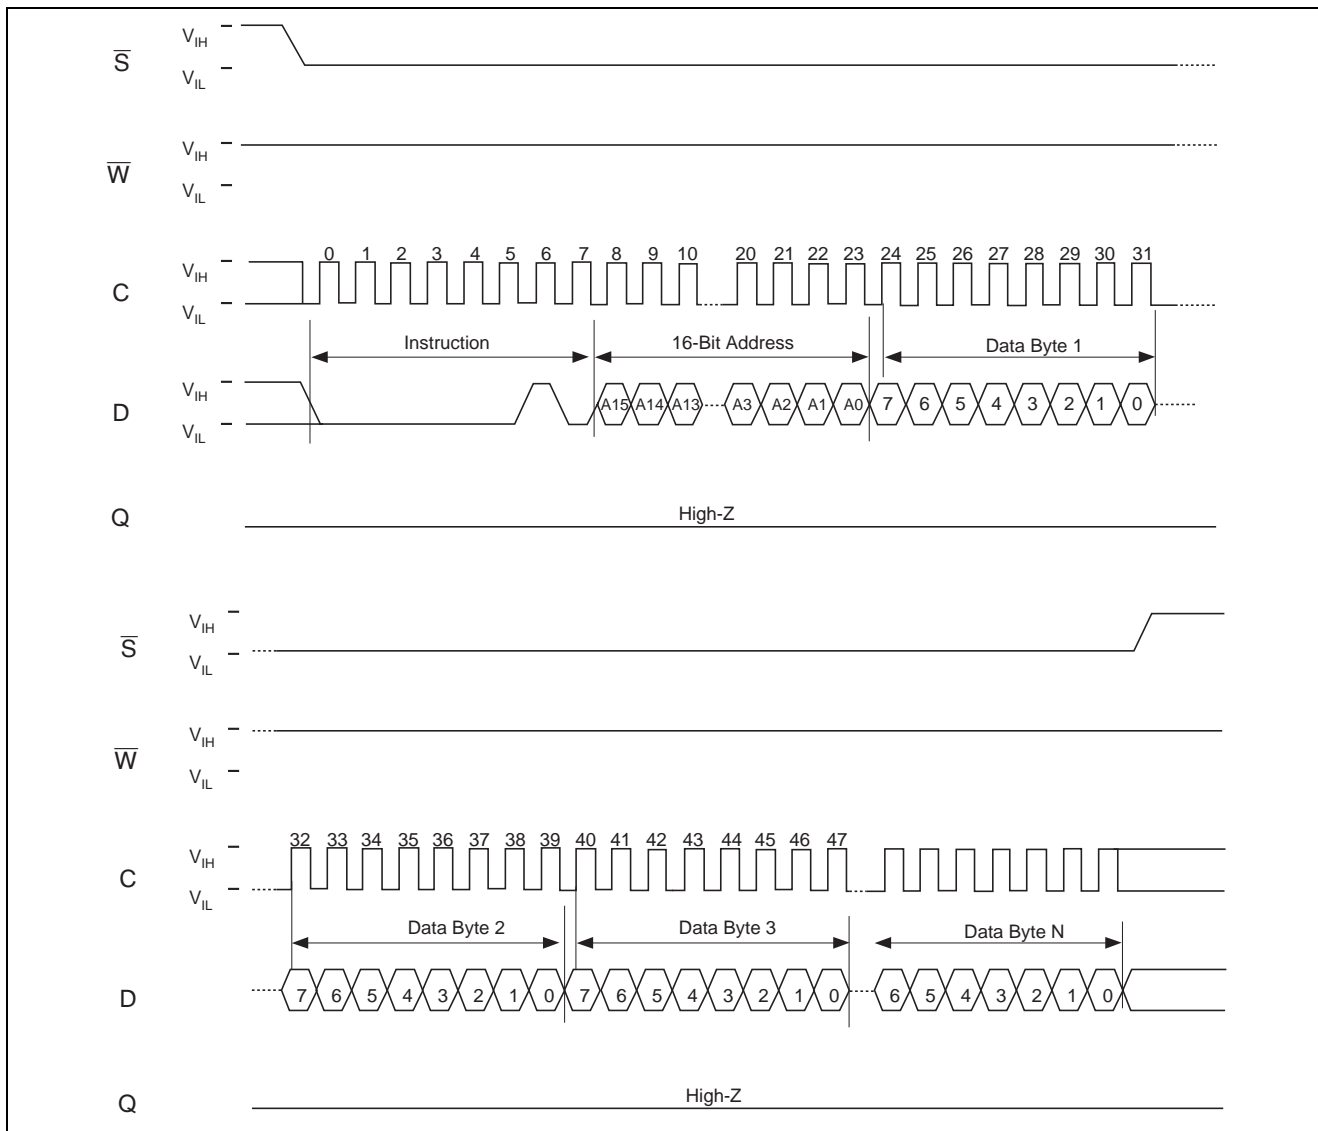 S̅ V_IH
V_IL
W̅ V_IH
V_IL
0 1 2 3 4 5 6 7 8 9 10 20 21 22 23 24 25 26 27 28 29 30 31
C V_IH
V_IL
Instruction 16-Bit Address Data Byte 1
D V_IH
V_IL
A15 A14 A13 A3 A2 A1 A0 7 6 5 4 3 2 1 0
Q High-Z
S̅ V_IH
V_IL
W̅ V_IH
V_IL
32 33 34 35 36 37 38 39 40 41 42 43 44 45 46 47
C V_IH
V_IL
Data Byte 2 Data Byte 3 Data Byte N
D 7 6 5 4 3 2 1 0 7 6 5 4 3 2 1 0 6 5 4 3 2 1 0
Q High-Z